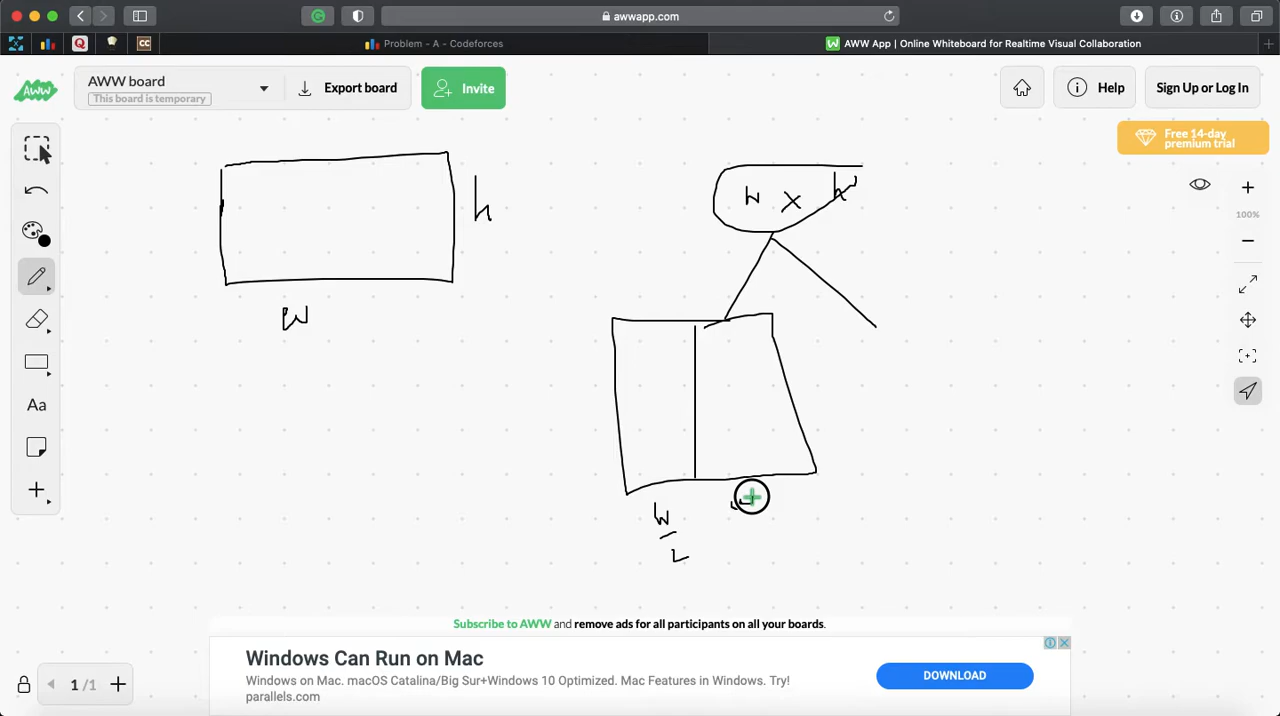 awwapp.com
Problem - A - Codeforces
AWW App | Online Whiteboard for Realtime Visual Collaboration
AWW
AWW board
This board is temporary
Export board
Invite
Help
Sign Up or Log In
Free 14-day
premium trial
100%
h
w x h
W
W
2
Aa
Subscribe to AWW and remove ads for all participants on all your boards.
Windows Can Run on Mac
Windows on Mac. macOS Catalina/Big Sur+Windows 10 Optimized. Mac Features in Windows. Try!
parallels.com
DOWNLOAD
1/1